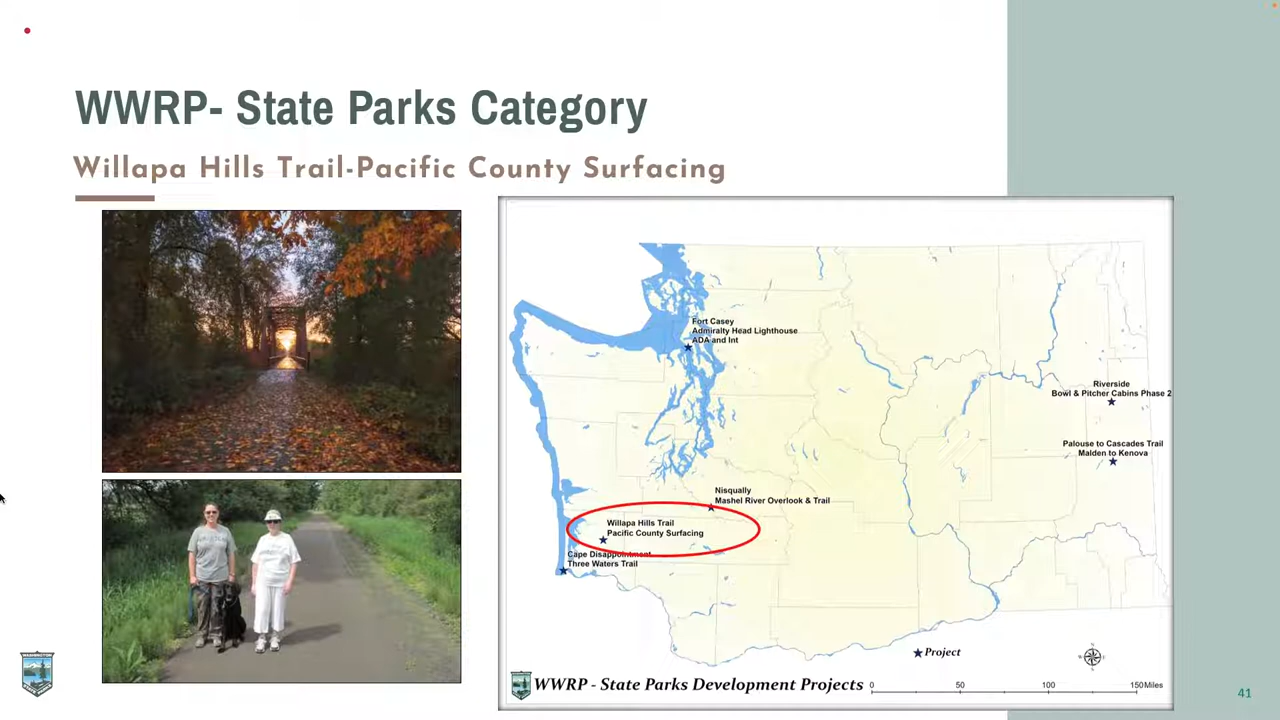 WWRP- State Parks Category
Willapa Hills Trail-Pacific County Surfacing
Fort Casey
Admiralty Head Lighthouse
ADA and Int
Riverside
Bowl & Pitcher Cabins Phase 2
Palouse to Cascades Trail
Malden to Kenova
Nisqually
Mashel River Overlook & Trail
Willapa Hills Trail
Pacific County Surfacing
Cape Disappointment
Three Waters Trail
Project
WWRP - State Parks Development Projects
0 50 100 150 Miles
41